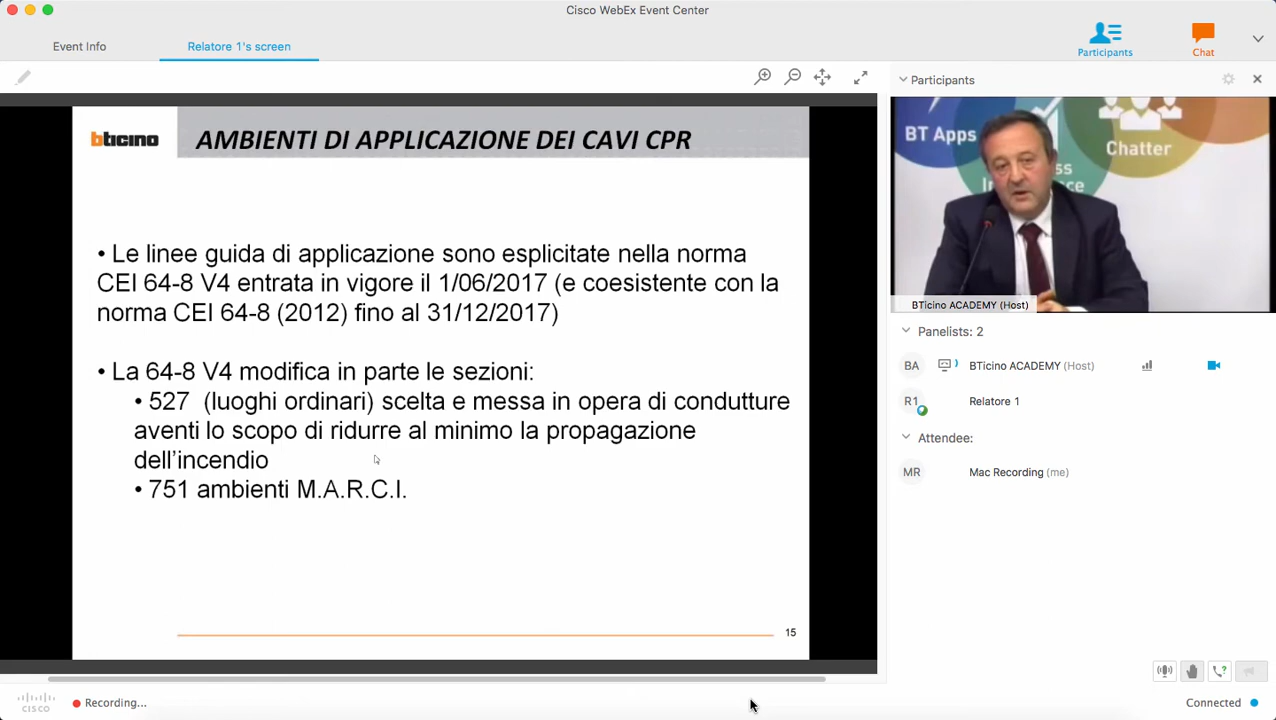 Cisco WebEx Event Center
Event Info
Relatore 1's screen
Participants
Chat
bticino
AMBIENTI DI APPLICAZIONE DEI CAVI CPR
• Le linee guida di applicazione sono esplicitate nella norma
CEI 64-8 V4 entrata in vigore il 1/06/2017 (e coesistente con la
norma CEI 64-8 (2012) fino al 31/12/2017)
• La 64-8 V4 modifica in parte le sezioni:
• 527 (luoghi ordinari) scelta e messa in opera di condutture
aventi lo scopo di ridurre al minimo la propagazione
dell'incendio
• 751 ambienti M.A.R.C.I.
15
Participants
BT Apps
Chatter
BTicino ACADEMY (Host)
Panelists: 2
BA BTicino ACADEMY (Host)
R1 Relatore 1
Attendee:
MR Mac Recording (me)
CISCO
Recording...
Connected